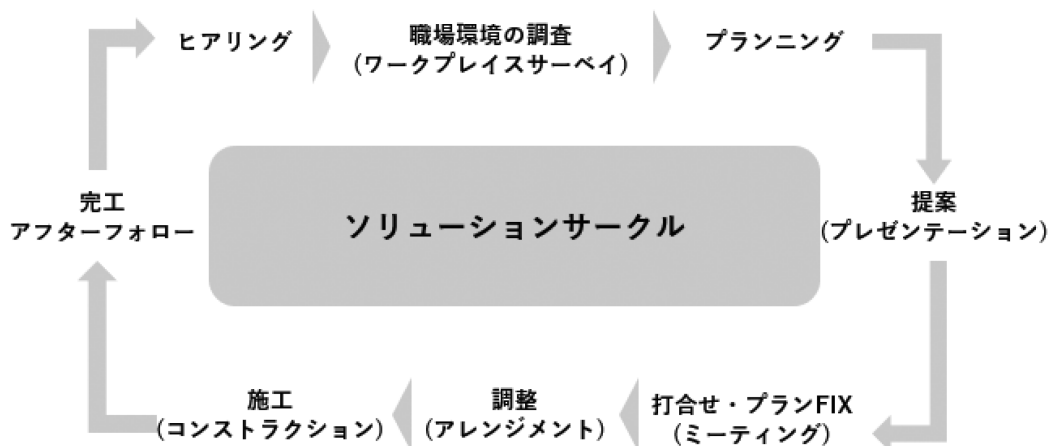 ヒアリング
職場環境の調査
(ワークプレイスサーベイ)
プランニング
提案
(プレゼンテーション)
打合せ・プランFIX
(ミーティング)
調整
(アレンジメント)
施工
(コンストラクション)
完工
アフターフォロー
ソリューションサークル